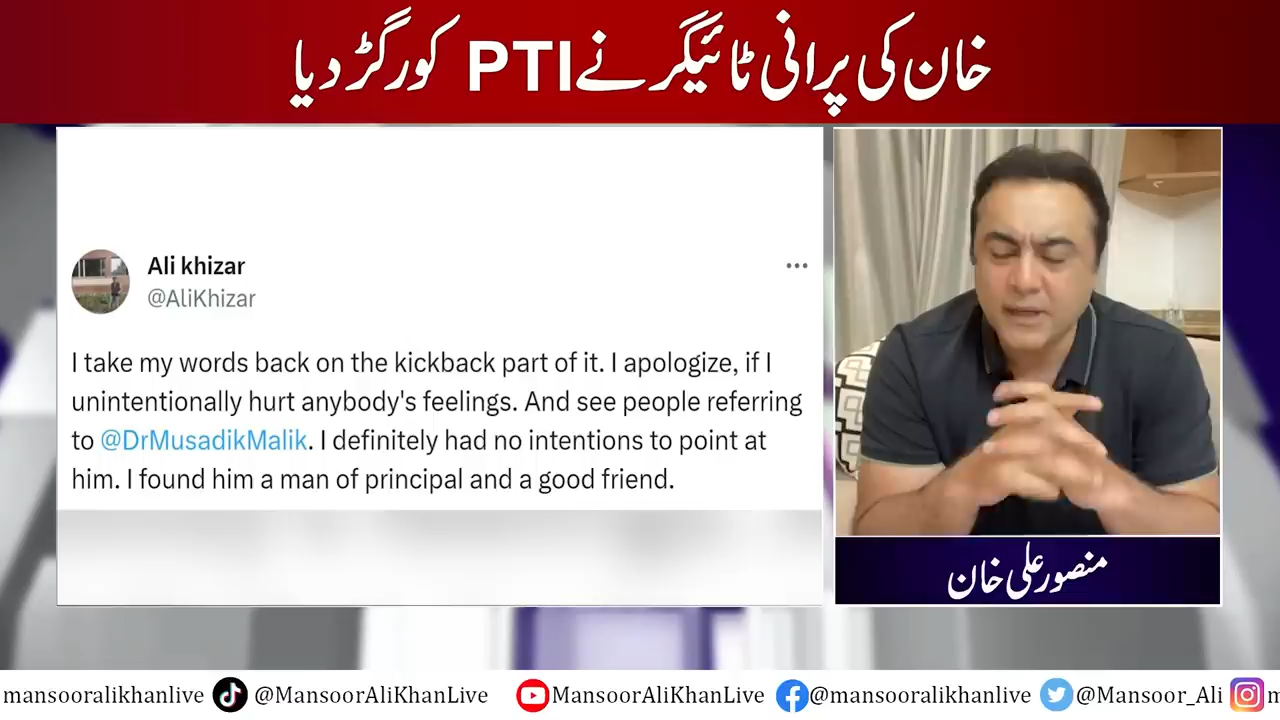 خان کی پرانی ٹائیگر نے PTI کو رگڑ دیا
Ali khizar
@AliKhizar
I take my words back on the kickback part of it. I apologize, if I
unintentionally hurt anybody's feelings. And see people referring
to @DrMusadikMalik. I definitely had no intentions to point at
him. I found him a man of principal and a good friend.
منصور علی خان
mansooralikhanlive @MansoorAliKhanLive MansoorAliKhanLive @mansooralikhanlive @Mansoor_Ali m